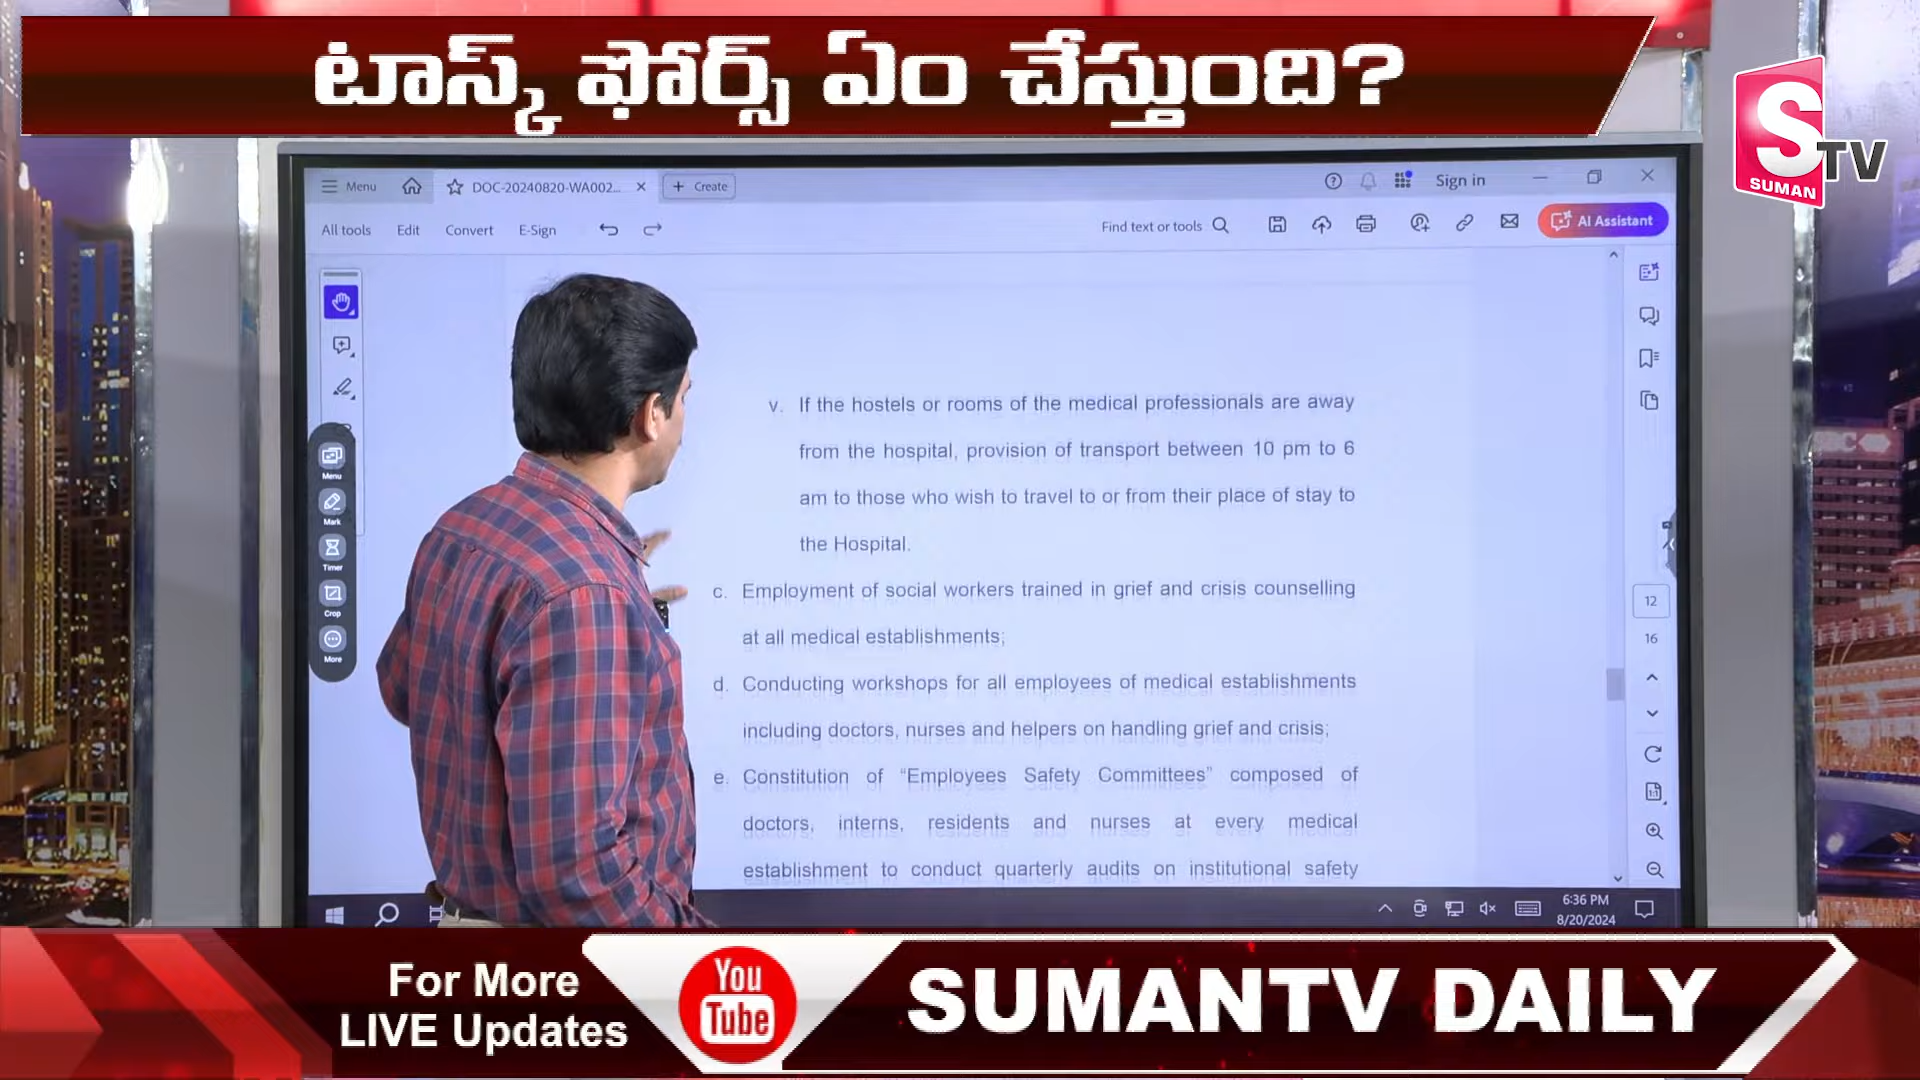 టాస్క్ ఫోర్స్ ఏం చేస్తుంది?
S
TV
SUMAN
Menu
DOC-20240820-WA002...
Create
Sign in
All tools
Edit
Convert
E-Sign
Find text or tools
AI Assistant
v. If the hostels or rooms of the medical professionals are away
from the hospital, provision of transport between 10 pm to 6
am to those who wish to travel to or from their place of stay to
the Hospital.
c. Employment of social workers trained in grief and crisis counselling
at all medical establishments;
d. Conducting workshops for all employees of medical establishments
including doctors, nurses and helpers on handling grief and crisis;
e. Constitution of “Employees Safety Committees” composed of
doctors, interns, residents and nurses at every medical
establishment to conduct quarterly audits on institutional safety
Menu
Mark
Timer
Crop
More
12
16
1:1
6:36 PM
8/20/2024
For More
LIVE Updates
You
Tube
SUMANTV DAILY